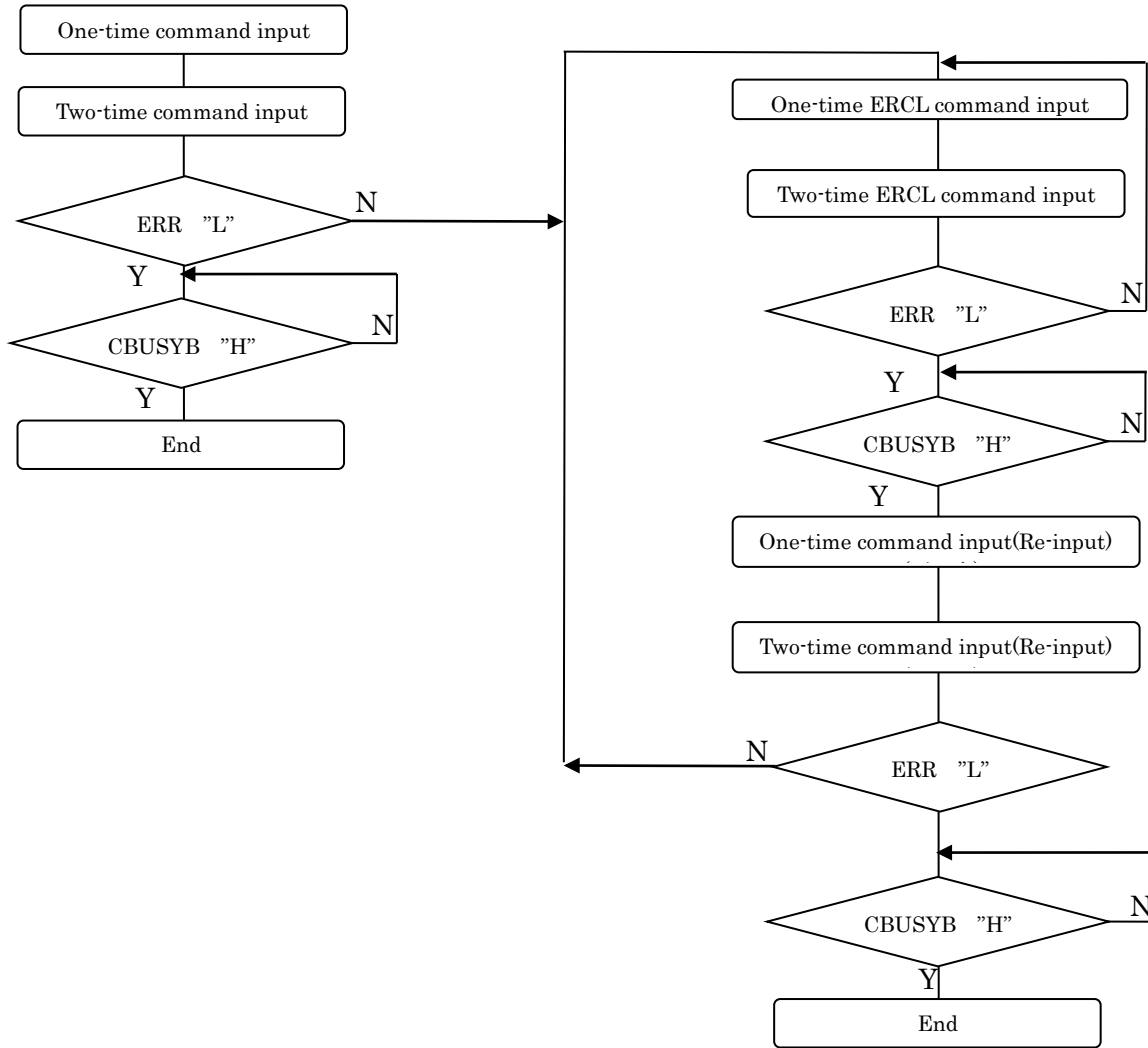 One-time command input
Two-time command input
ERR ”L”
N
Y
CBUSYB ”H”
N
Y
End
One-time ERCL command input
Two-time ERCL command input
ERR ”L”
N
Y
CBUSYB ”H”
N
Y
One-time command input(Re-input)
Two-time command input(Re-input)
N
ERR ”L”
CBUSYB ”H”
N
Y
End